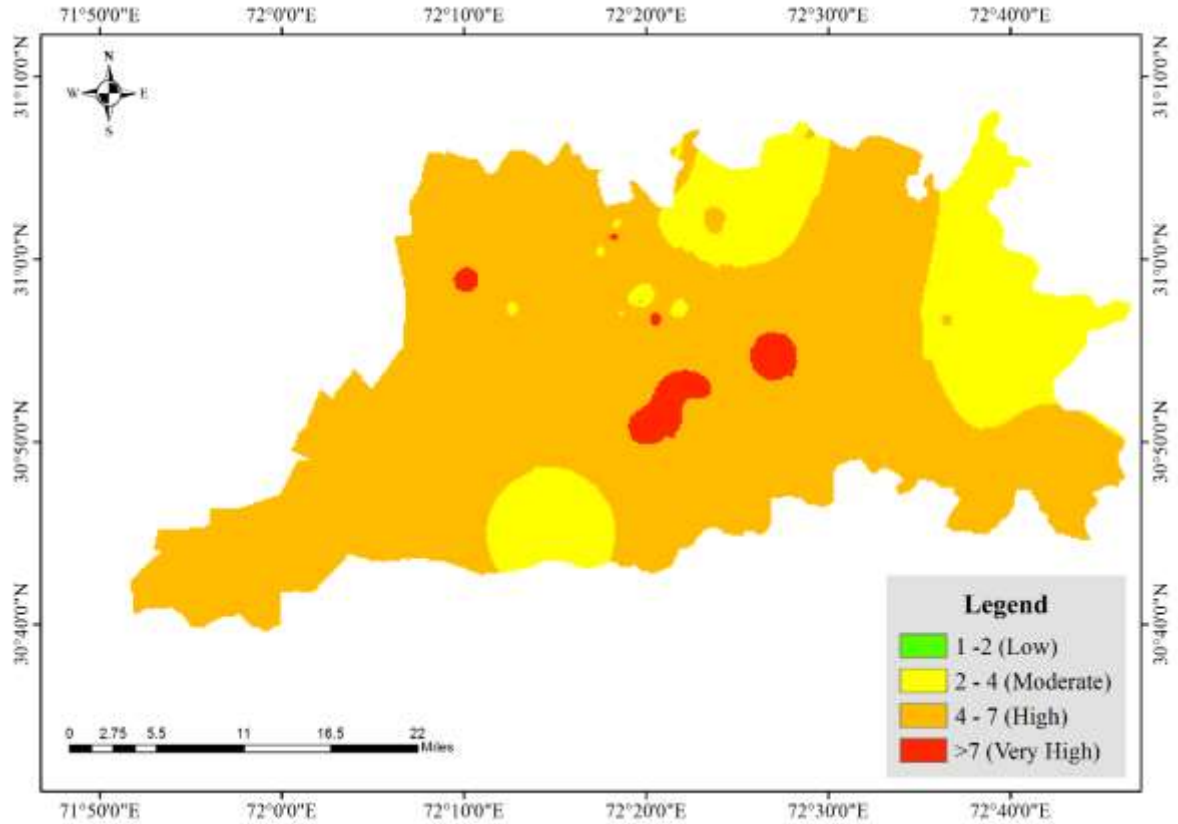 71°50'0"E 72°0'0"E 72°10'0"E 72°20'0"E 72°30'0"E 72°40'0"E
N
W E
S
31°10'0"N 31°10'0"N
31°0'0"N 31°0'0"N
30°50'0"N 30°50'0"N
30°40'0"N 30°40'0"N
Legend
1 -2 (Low)
2 - 4 (Moderate)
4 - 7 (High)
>7 (Very High)
0 2.75 5.5 11 16.5 22
Miles
71°50'0"E 72°0'0"E 72°10'0"E 72°20'0"E 72°30'0"E 72°40'0"E